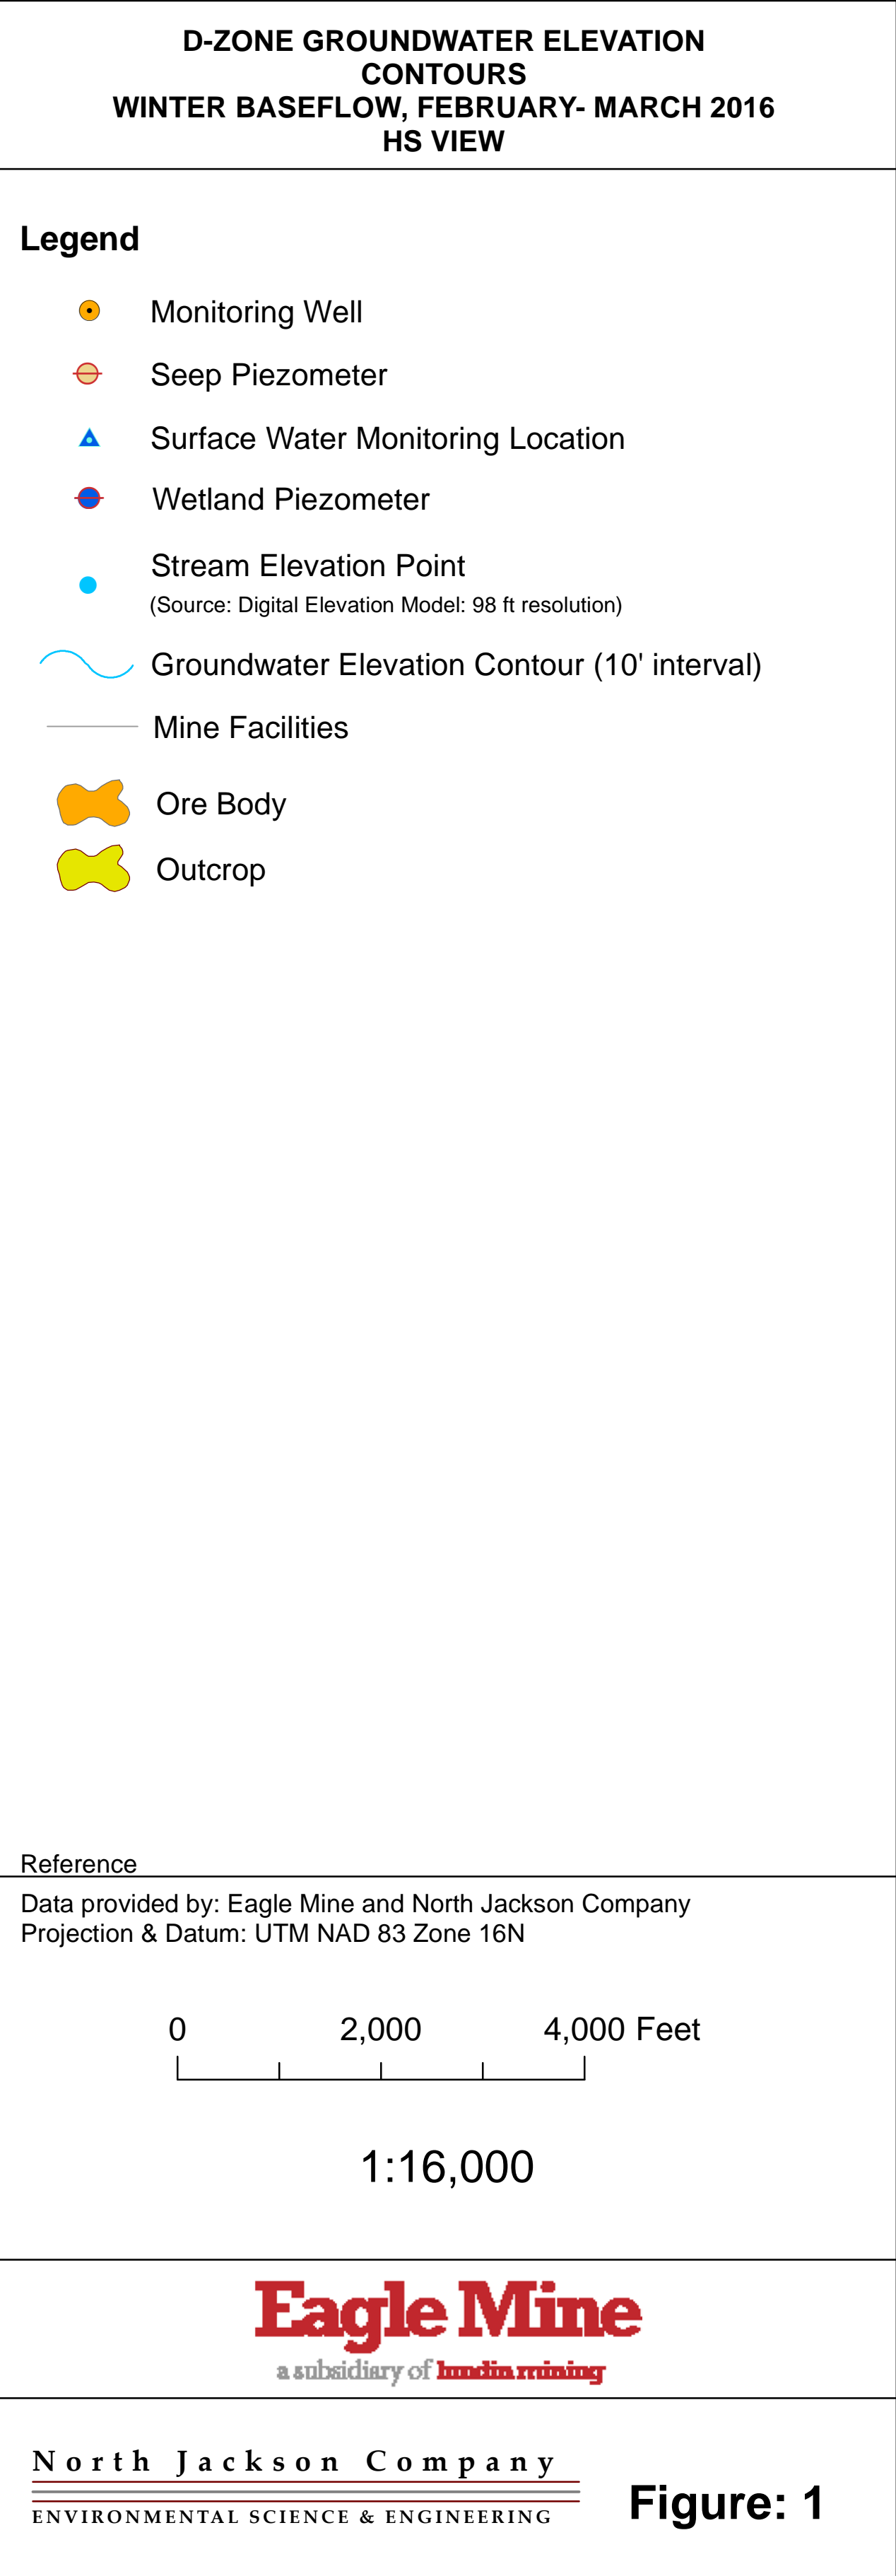 D-ZONE GROUNDWATER ELEVATION
CONTOURS
WINTER BASEFLOW, FEBRUARY- MARCH 2016
HS VIEW
Legend
Monitoring Well
Seep Piezometer
Surface Water Monitoring Location
Wetland Piezometer
Stream Elevation Point
(Source: Digital Elevation Model: 98 ft resolution)
Groundwater Elevation Contour (10' interval)
Mine Facilities
Ore Body
Outcrop
Reference
Data provided by: Eagle Mine and North Jackson Company
Projection & Datum: UTM NAD 83 Zone 16N
0 2,000 4,000 Feet
1:16,000
Eagle Mine
a subsidiary of lundin mining
North Jackson Company
ENVIRONMENTAL SCIENCE & ENGINEERING
Figure: 1